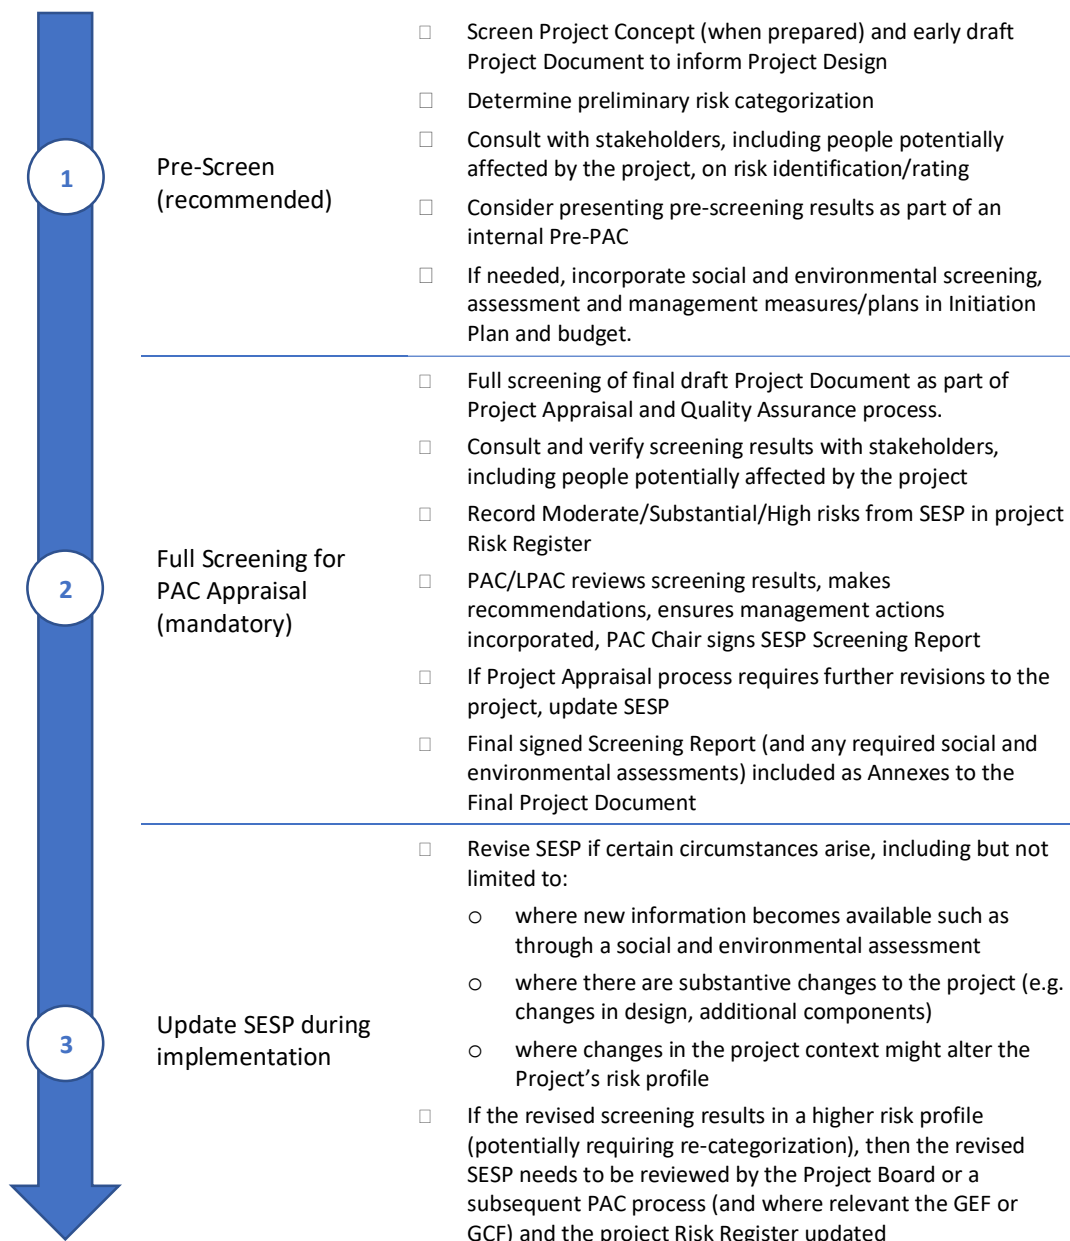 Screen Project Concept (when prepared) and early draft
Project Document to inform Project Design
Determine preliminary risk categorization
Consult with stakeholders, including people potentially
affected by the project, on risk identification/rating
1
Pre-Screen
(recommended)
Consider presenting pre-screening results as part of an
internal Pre-PAC
If needed, incorporate social and environmental screening,
assessment and management measures/plans in Initiation
Plan and budget.
Full screening of final draft Project Document as part of
Project Appraisal and Quality Assurance process.
Consult and verify screening results with stakeholders,
including people potentially affected by the project
Record Moderate/Substantial/High risks from SESP in project
Risk Register
2
Full Screening for
PAC Appraisal
(mandatory)
PAC/LPAC reviews screening results, makes
recommendations, ensures management actions
incorporated, PAC Chair signs SESP Screening Report
If Project Appraisal process requires further revisions to the
project, update SESP
Final signed Screening Report (and any required social and
environmental assessments) included as Annexes to the
Final Project Document
Revise SESP if certain circumstances arise, including but not
limited to:
o where new information becomes available such as
through a social and environmental assessment
o where there are substantive changes to the project (e.g.
changes in design, additional components)
3
Update SESP during
implementation
o where changes in the project context might alter the
Project’s risk profile
If the revised screening results in a higher risk profile
(potentially requiring re-categorization), then the revised
SESP needs to be reviewed by the Project Board or a
subsequent PAC process (and where relevant the GEF or
GCF) and the project Risk Register updated